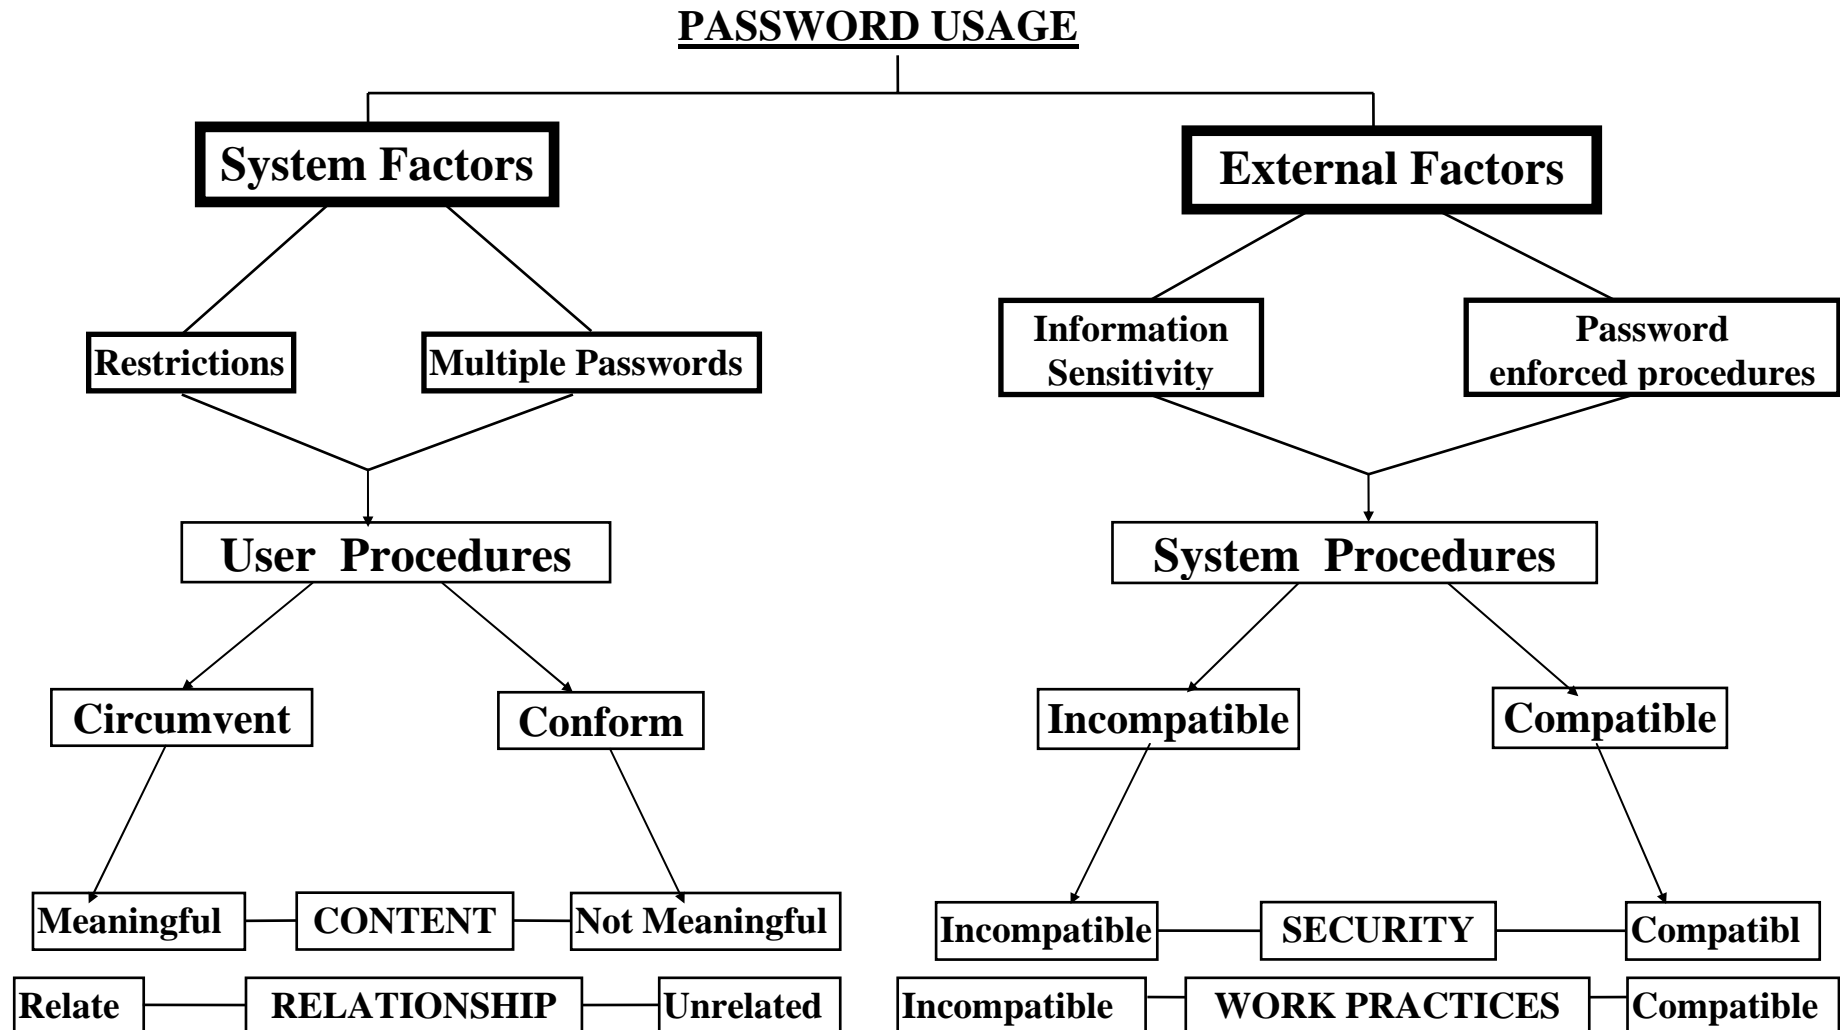 PASSWORD USAGE
System Factors
External Factors
Restrictions
Multiple Passwords
Information
Sensitivity
Password
enforced procedures
User Procedures
System Procedures
Circumvent
Conform
Incompatible
Compatible
Meaningful
CONTENT
Not Meaningful
Incompatible
SECURITY
Compatibl
Relate
RELATIONSHIP
Unrelated
Incompatible
WORK PRACTICES
Compatible